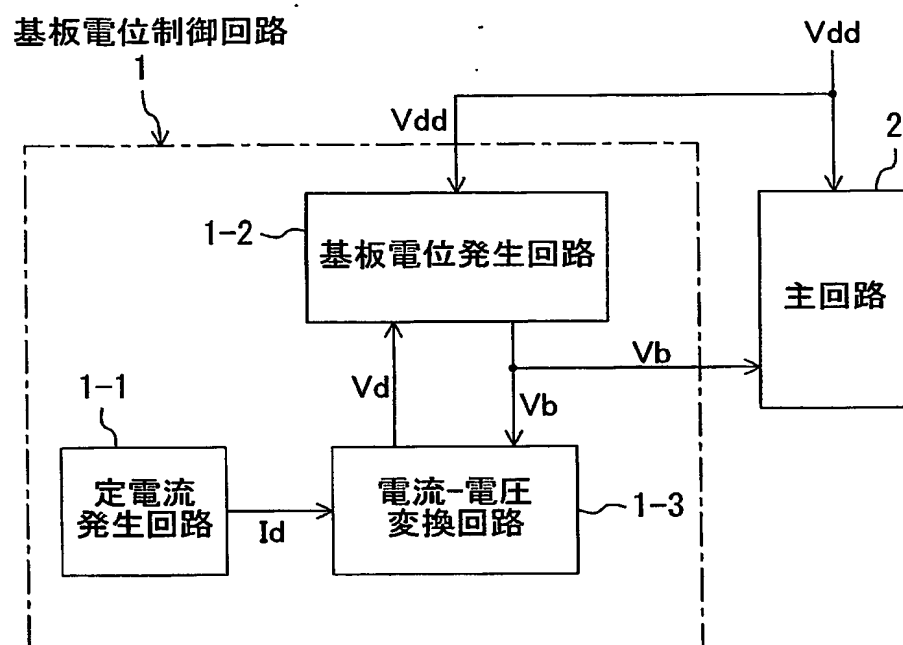 基板電位制御回路
1
Vdd
Vdd
2
1-2
基板電位発生回路
主回路
Vb
Vd
Vb
1-1
定電流
発生回路
Id
電流-電圧
変換回路
1-3